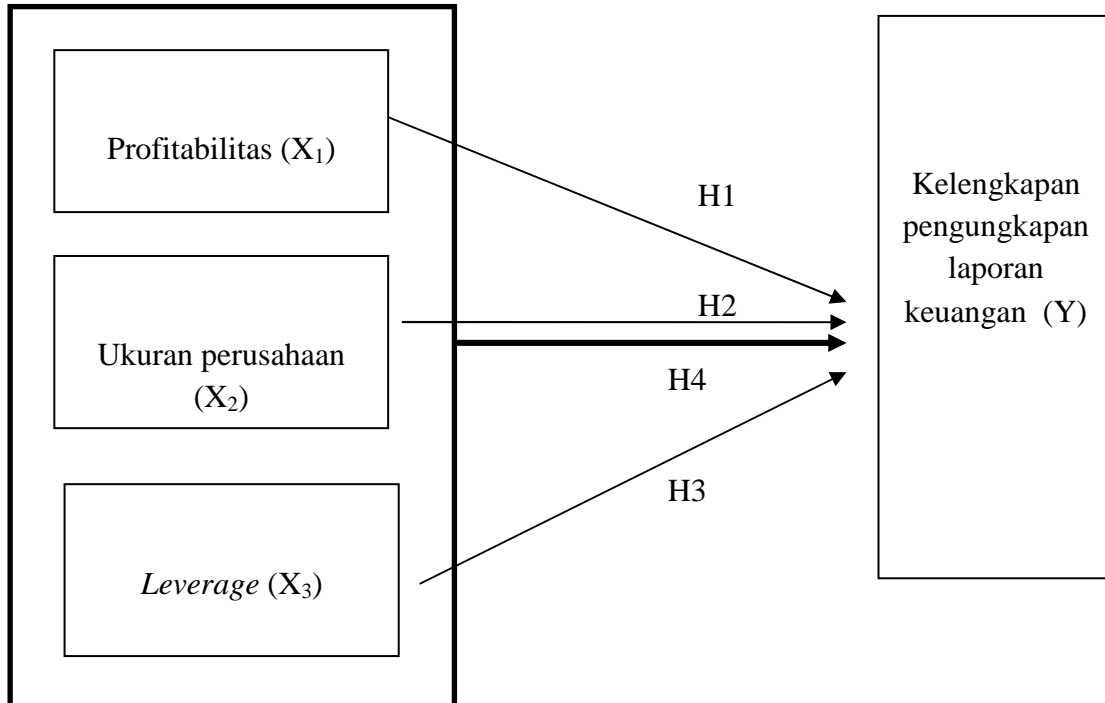 Profitabilitas (X₁)
H1
Kelengkapan
pengungkapan
laporan
keuangan (Y)
H2
Ukuran perusahaan
(X₂)
H4
H3
Leverage (X₃)